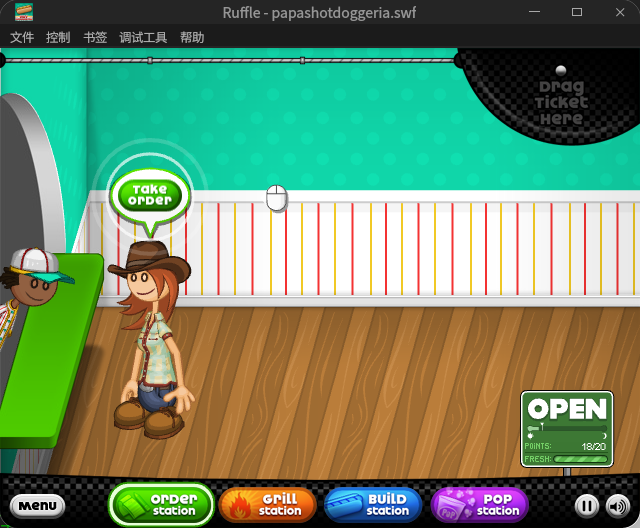 Ruffle - papashotdoggeria.swf
文件 控制 书签 调试工具 帮助
Drag
Ticket
Here
TAKE
ORDER
OPEN
POINTS: 18/20
FRESH:
MENU
ORDER
station
GRILL
station
BUILD
station
POP
station